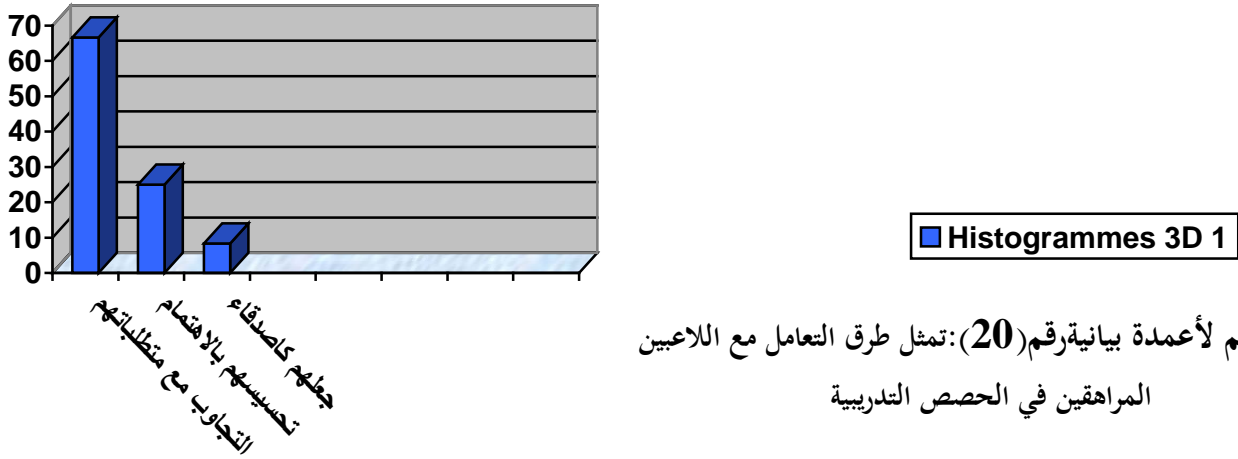 70
60
50
40
30
20
10
0
التجاوب مع متطلباتهم
تحسيسهم بالاهتمام
جعلهم كاصدقاء
Histogrammes 3D 1
لأعمدة بيانيةرقم(20):تمثل طرق التعامل مع اللاعبين
المراهقين في الحصص التدريبية